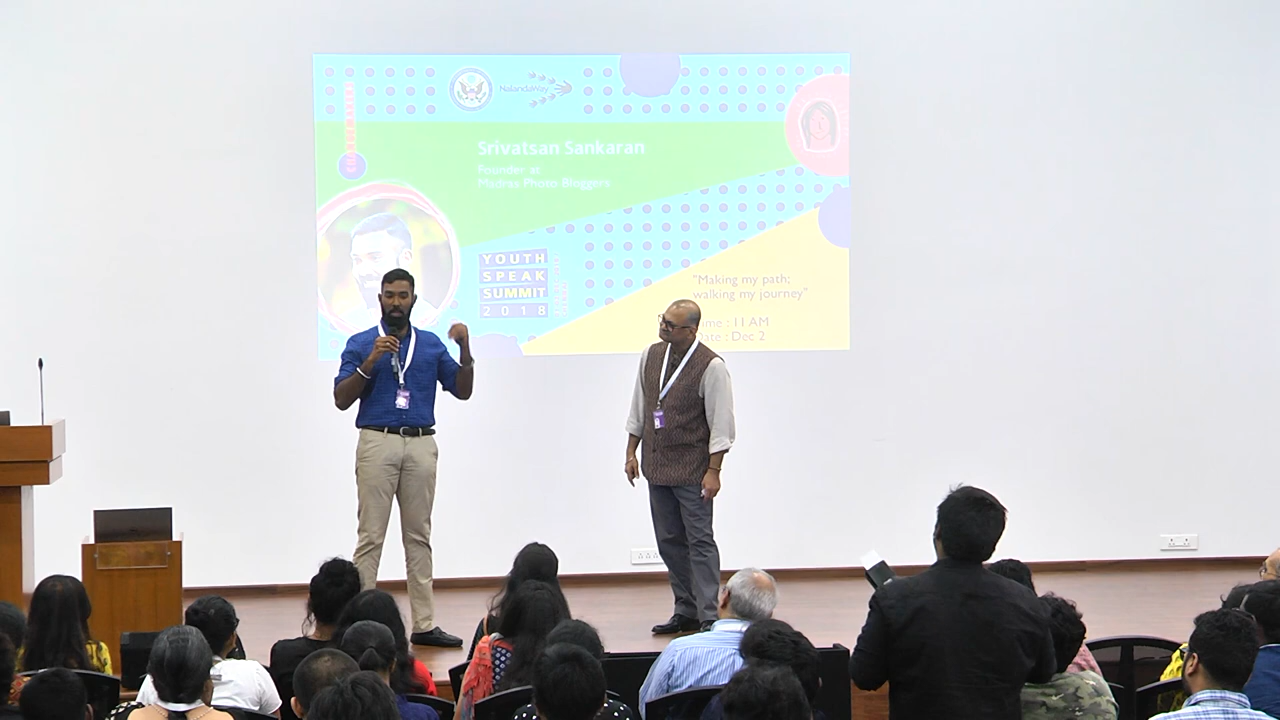 NalandaWay
Srivatsan Sankaran
Founder at
Madras Photo Bloggers
YOUTH
SPEAK
SUMMIT
2018
"Making my path;
walking my journey"
Time : 11 AM
Date : Dec 2